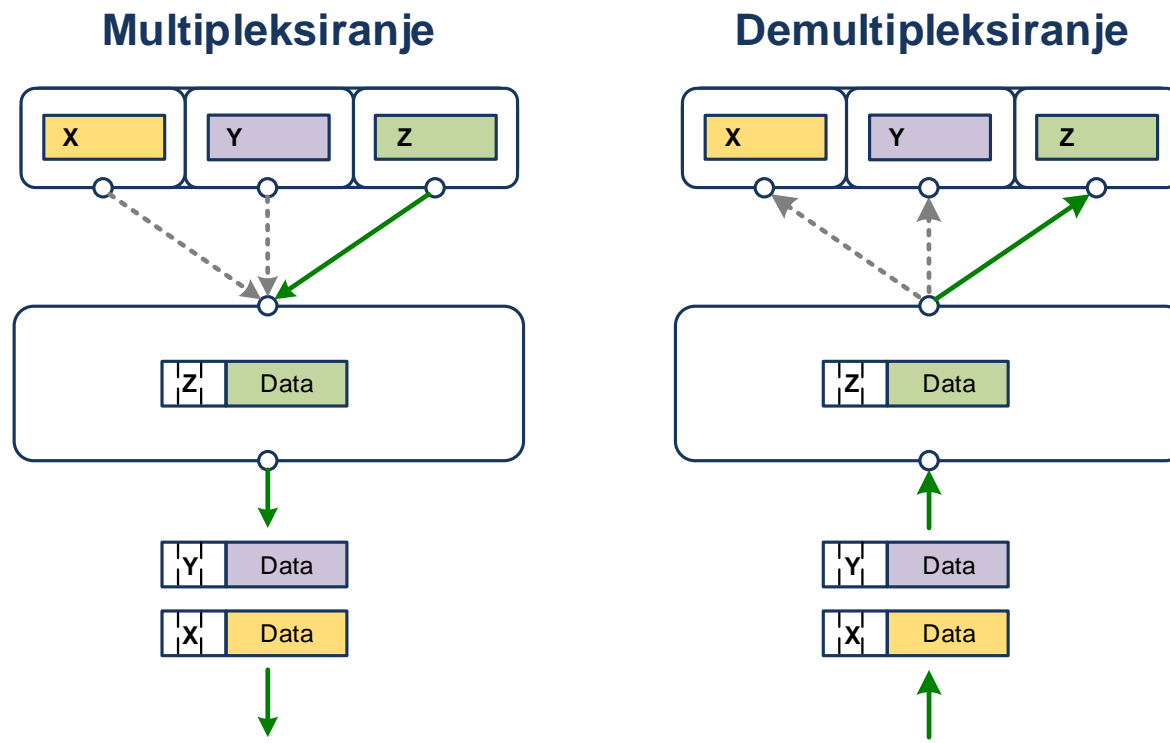 Multipleksiranje
Demultipleksiranje
X Y Z
X Y Z
Z Data
Z Data
Y Data
Y Data
X Data
X Data